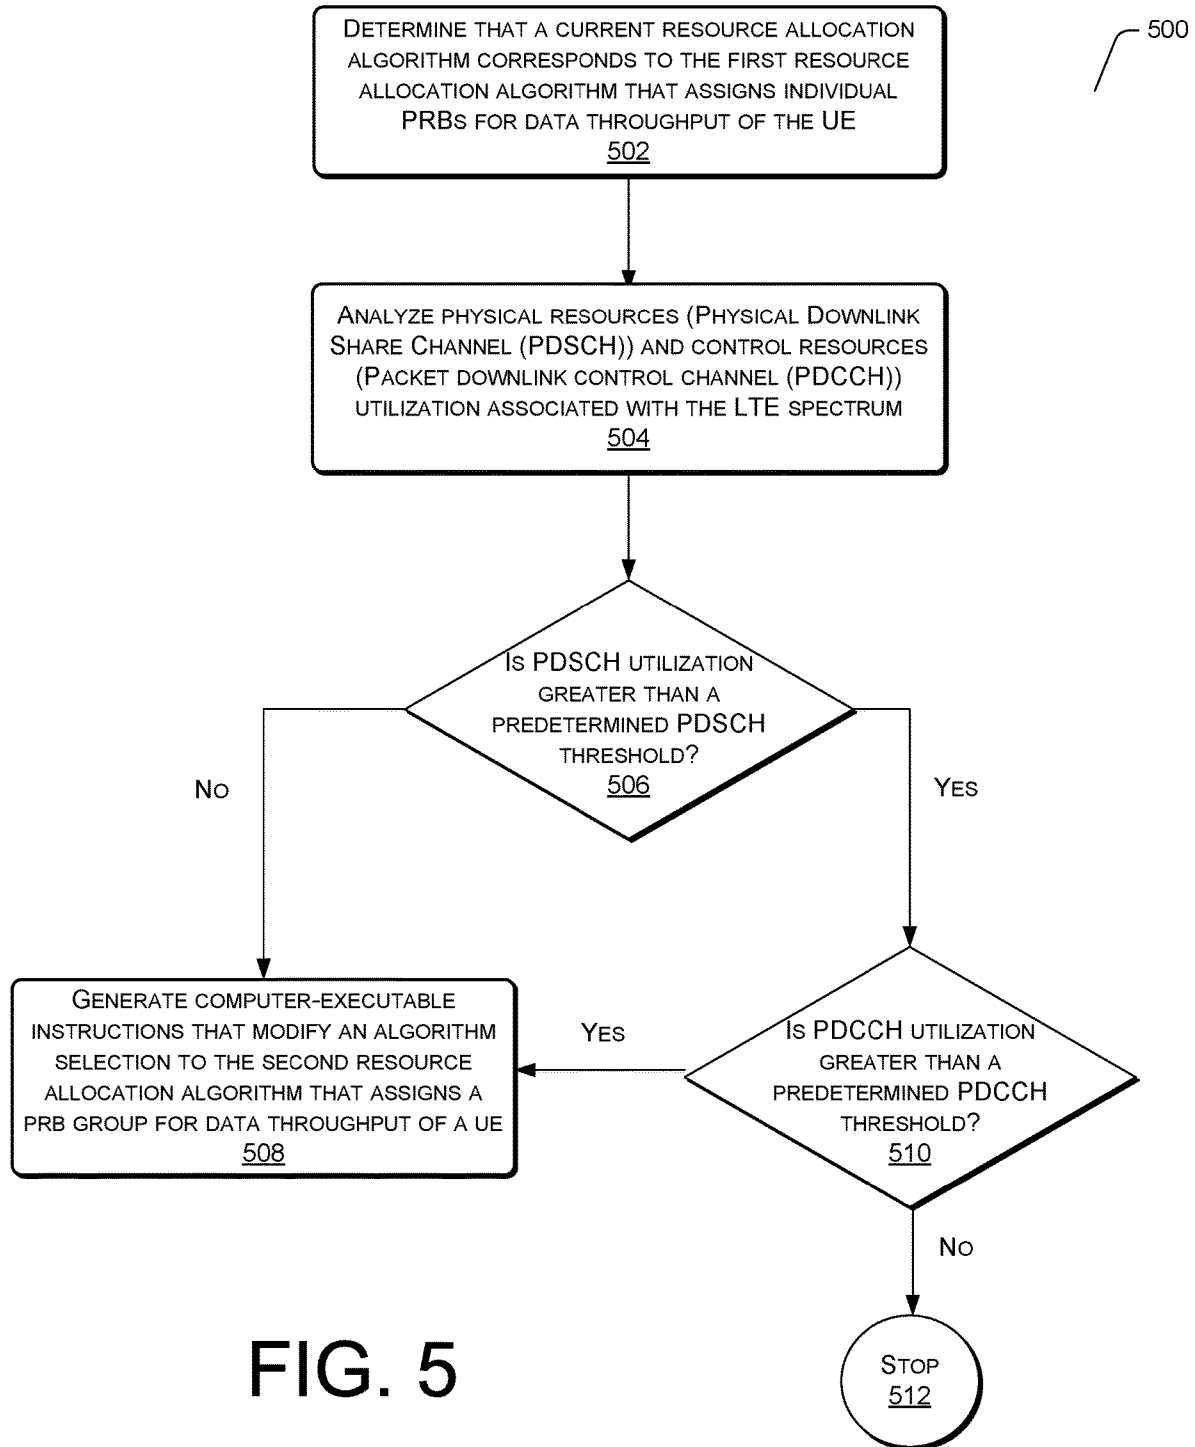 DETERMINE THAT A CURRENT RESOURCE ALLOCATION
ALGORITHM CORRESPONDS TO THE FIRST RESOURCE
ALLOCATION ALGORITHM THAT ASSIGNS INDIVIDUAL
PRBS FOR DATA THROUGHPUT OF THE UE
502
500
ANALYZE PHYSICAL RESOURCES (PHYSICAL DOWNLINK
SHARE CHANNEL (PDSCH)) AND CONTROL RESOURCES
(PACKET DOWNLINK CONTROL CHANNEL (PDCCH))
UTILIZATION ASSOCIATED WITH THE LTE SPECTRUM
504
IS PDSCH UTILIZATION
GREATER THAN A
PREDETERMINED PDSCH
THRESHOLD?
506
NO
YES
GENERATE COMPUTER-EXECUTABLE
INSTRUCTIONS THAT MODIFY AN ALGORITHM
SELECTION TO THE SECOND RESOURCE
ALLOCATION ALGORITHM THAT ASSIGNS A
PRB GROUP FOR DATA THROUGHPUT OF A UE
508
YES
IS PDCCH UTILIZATION
GREATER THAN A
PREDETERMINED PDCCH
THRESHOLD?
510
NO
STOP
512
FIG. 5